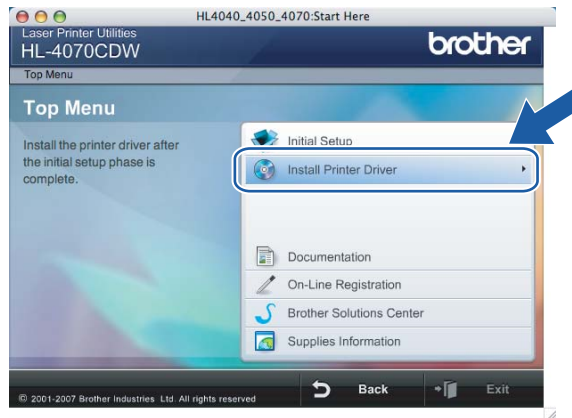 HL4040_4050_4070:Start Here
Laser Printer Utilities
HL-4070CDW
brother
Top Menu
Top Menu
Install the printer driver after
the initial setup phase is
complete.
Initial Setup
Install Printer Driver
Documentation
On-Line Registration
Brother Solutions Center
Supplies Information
© 2001-2007 Brother Industries Ltd. All rights reserved
Back
Exit